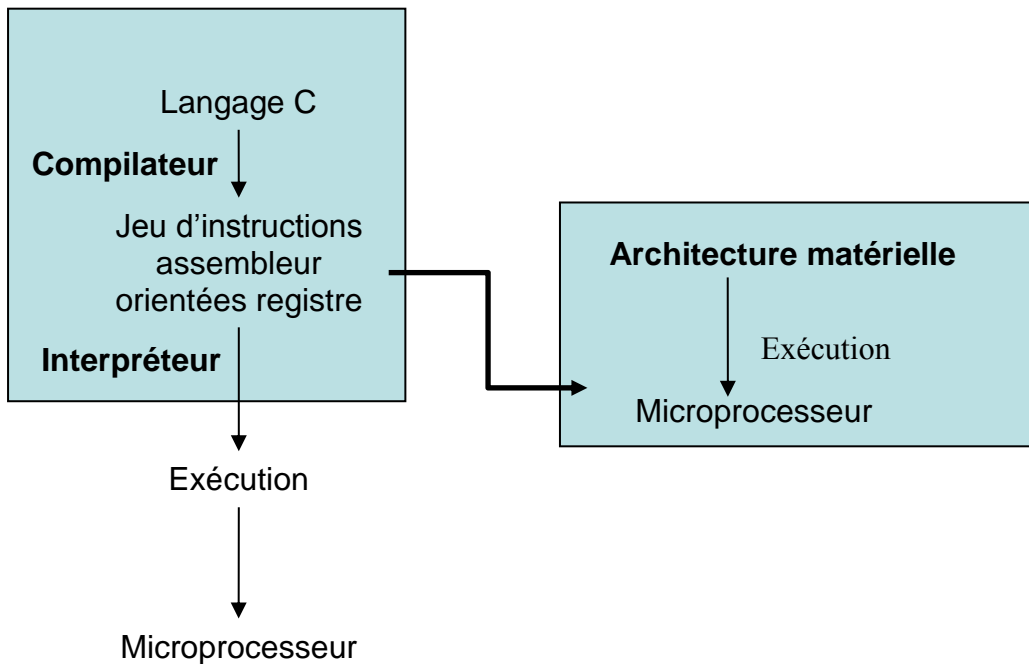 Langage C
Compilateur
Jeu d’instructions
assembleur
orientées registre
Interpréteur
Exécution
Microprocesseur
Architecture matérielle
Exécution
Microprocesseur